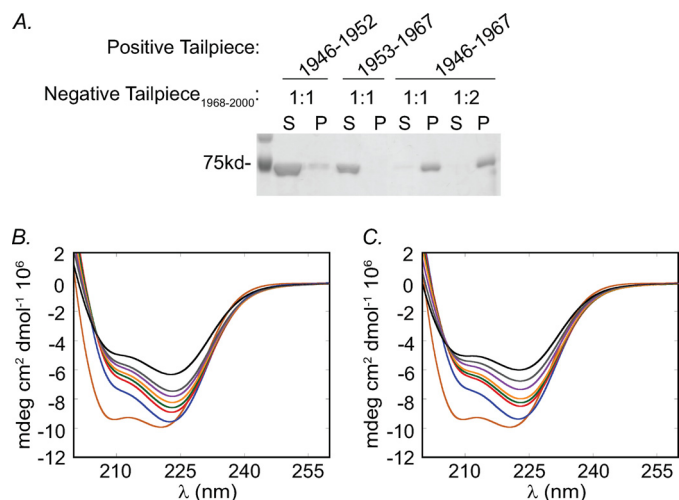 A.
Positive Tailpiece: 1946-1952 1953-1967 1946-1967
Negative Tailpiece1968-2000: 1:1 1:1 1:1 1:2
S P S P S P S P
75kd-
B.
C.
2 2
0 0
-2 -2
-4 -4
-6 -6
-8 -8
-10 -10
-12 -12
mdeg cm² dmol⁻¹ 10⁶ mdeg cm² dmol⁻¹ 10⁶
210 225 240 255 210 225 240 255
λ (nm) λ (nm)